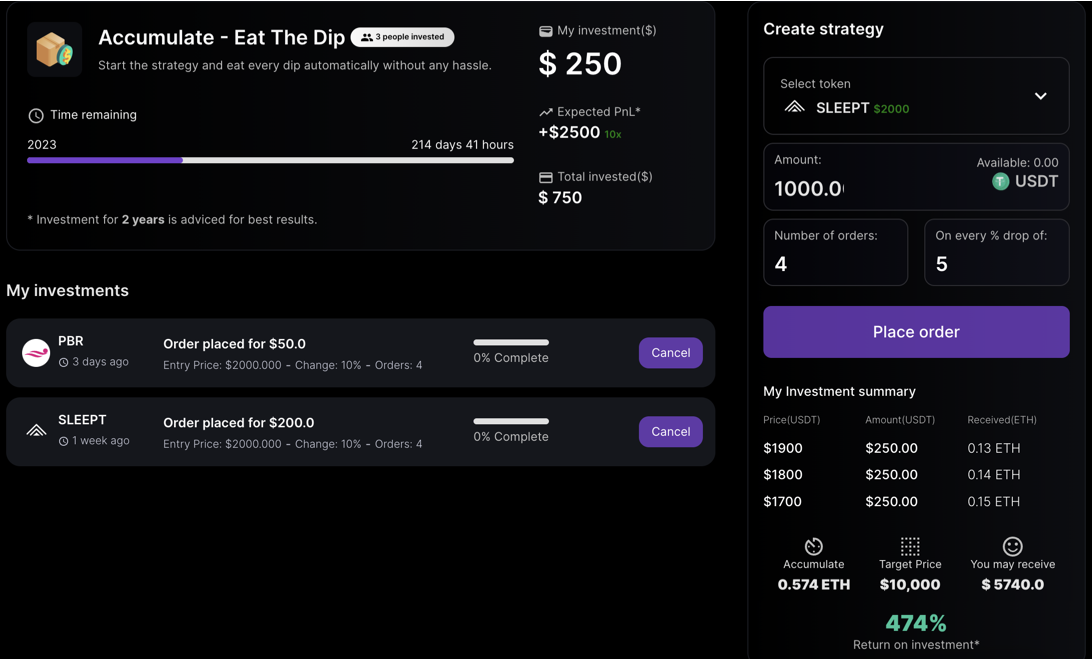 Accumulate - Eat The Dip
3 people invested
Start the strategy and eat every dip automatically without any hassle.
Time remaining
2023
214 days 41 hours
* Investment for 2 years is adviced for best results.
My investment($)
$ 250
Expected PnL*
+$2500 10x
Total invested($)
$ 750
My investments
PBR
3 days ago
Order placed for $50.0
Entry Price: $2000.000 - Change: 10% - Orders: 4
0% Complete
Cancel
SLEEPT
1 week ago
Order placed for $200.0
Entry Price: $2000.000 - Change: 10% - Orders: 4
0% Complete
Cancel
Create strategy
Select token
SLEEPT $2000
Amount:
Available: 0.00
1000.0
T USDT
Number of orders:
4
On every % drop of:
5
Place order
My Investment summary
Price(USDT) Amount(USDT) Received(ETH)
$1900 $250.00 0.13 ETH
$1800 $250.00 0.14 ETH
$1700 $250.00 0.15 ETH
Accumulate
0.574 ETH
Target Price
$10,000
You may receive
$ 5740.0
474%
Return on investment*